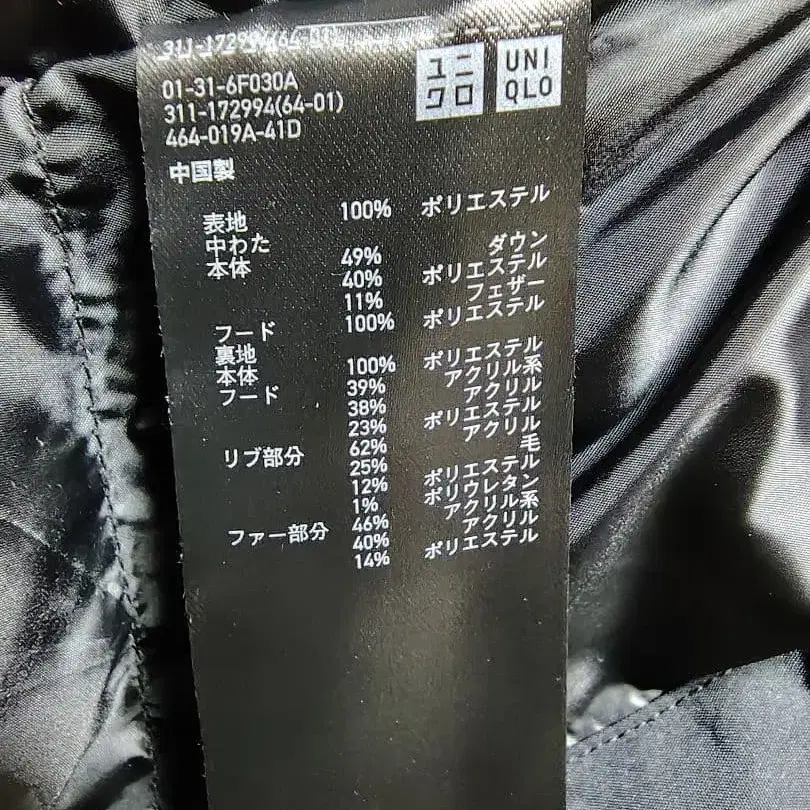 311-172994(64-01)
ユニ
クロ
UNI
QLO
01-31-6F030A
311-172994(64-01)
464-019A-41D
中国製
表地 100% ポリエステル
中わた
本体 49% ダウン
40% ポリエステル
11% フェザー
フード 100% ポリエステル
裏地
本体 100% ポリエステル
フード 39% アクリル系
38% アクリル
23% ポリエステル
リブ部分 62% アクリル
25% 毛
12% ポリエステル
1% ポリウレタン
ファー部分 46% アクリル系
40% アクリル
14% ポリエステル